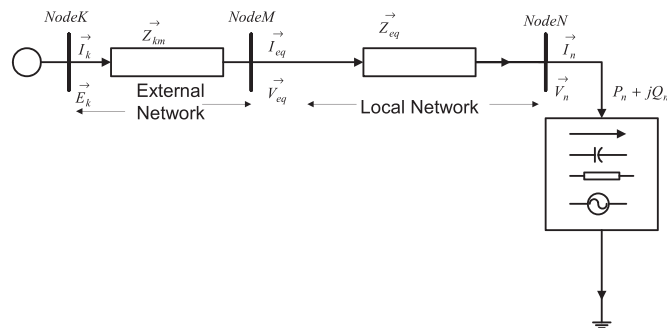 NodeK
NodeM
NodeN
I_k
Z_km
I_eq
Z_eq
I_n
E_k
External
Network
V_eq
Local Network
V_n
P_n + jQ_n